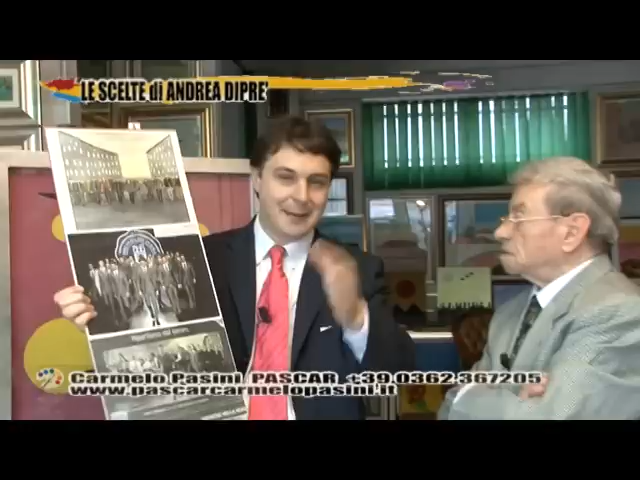 LE SCELTE di ANDREA DIPRE'
Carmelo Pasini PASCAR +39.0362.367205
www.pascarcarmelopasini.it